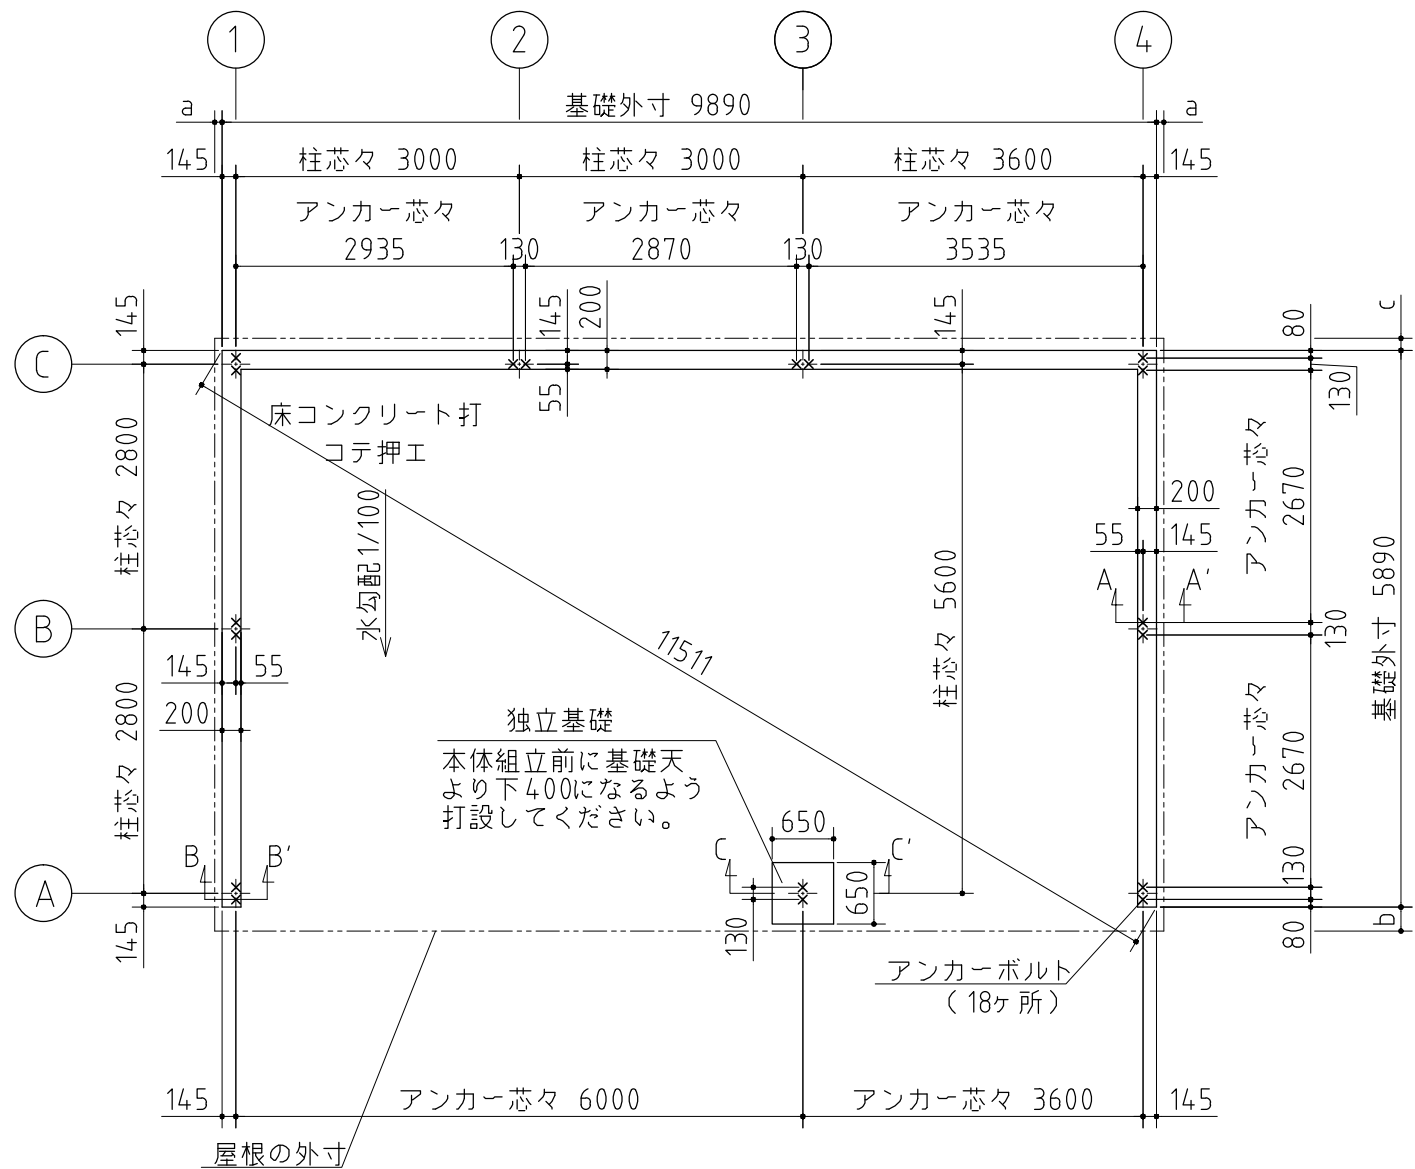 1
2
3
4
a
基礎外寸 9890
a
145
柱芯々 3000
柱芯々 3000
柱芯々 3600
145
アンカー芯々
アンカー芯々
アンカー芯々
2935
130
2870
130
3535
145
145
200
145
80
c
C
130
55
床コンクリート打
コテ押エ
柱芯々 2800
水勾配1/100
アンカー芯々
2670
200
55
145
柱芯々 5600
A
A'
基礎外寸 5890
B
130
11511
145
55
200
柱芯々 2800
独立基礎
本体組立前に基礎天
より下400になるよう
打設してください。
アンカー芯々
2670
650
B
B'
C
C'
650
130
A
145
130
80
b
アンカーボルト
(18ヶ所)
145
アンカー芯々 6000
アンカー芯々 3600
145
屋根の外寸